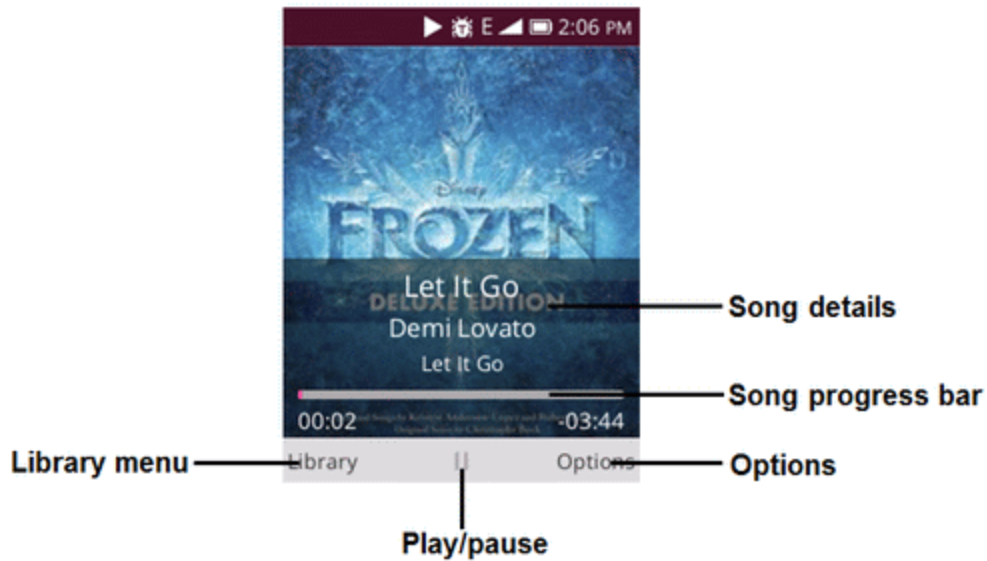 E 2:06 PM
Disney
FROZEN
Let It Go
DELUXE EDITION
Song details
Demi Lovato
Let It Go
Song progress bar
00:02 -03:44
Library menu
Library
Options
Options
Play/pause